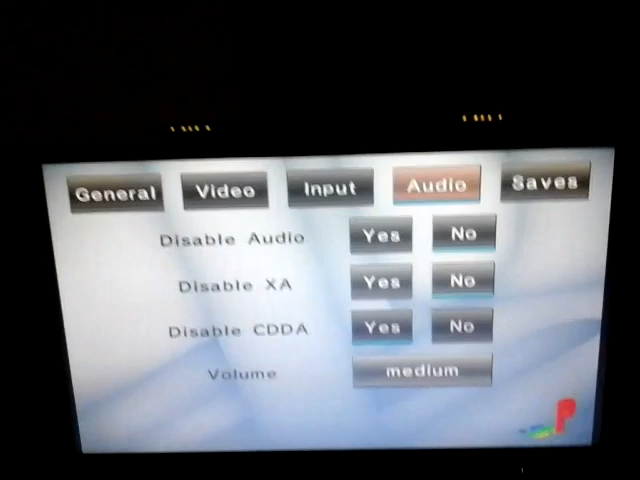 General Video Input Audio Saves
Disable Audio Yes No
Disable XA Yes No
Disable CDDA Yes No
Volume medium